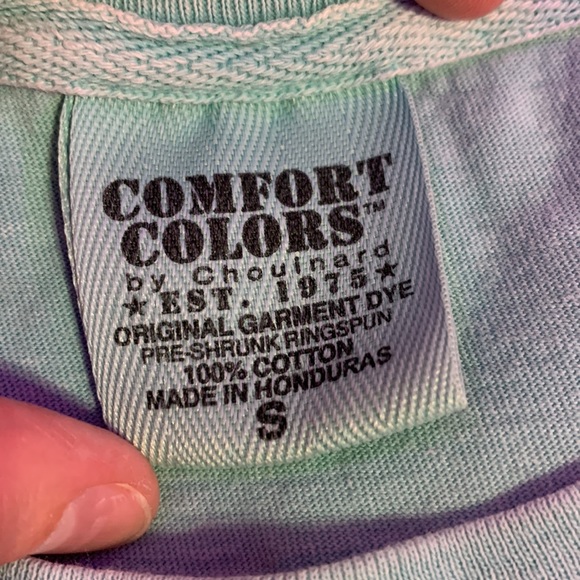 COMFORT
COLORS™
by Chouinard
★ EST. 1975 ★
ORIGINAL GARMENT DYE
PRE-SHRUNK RINGSPUN
100% COTTON
MADE IN HONDURAS
S